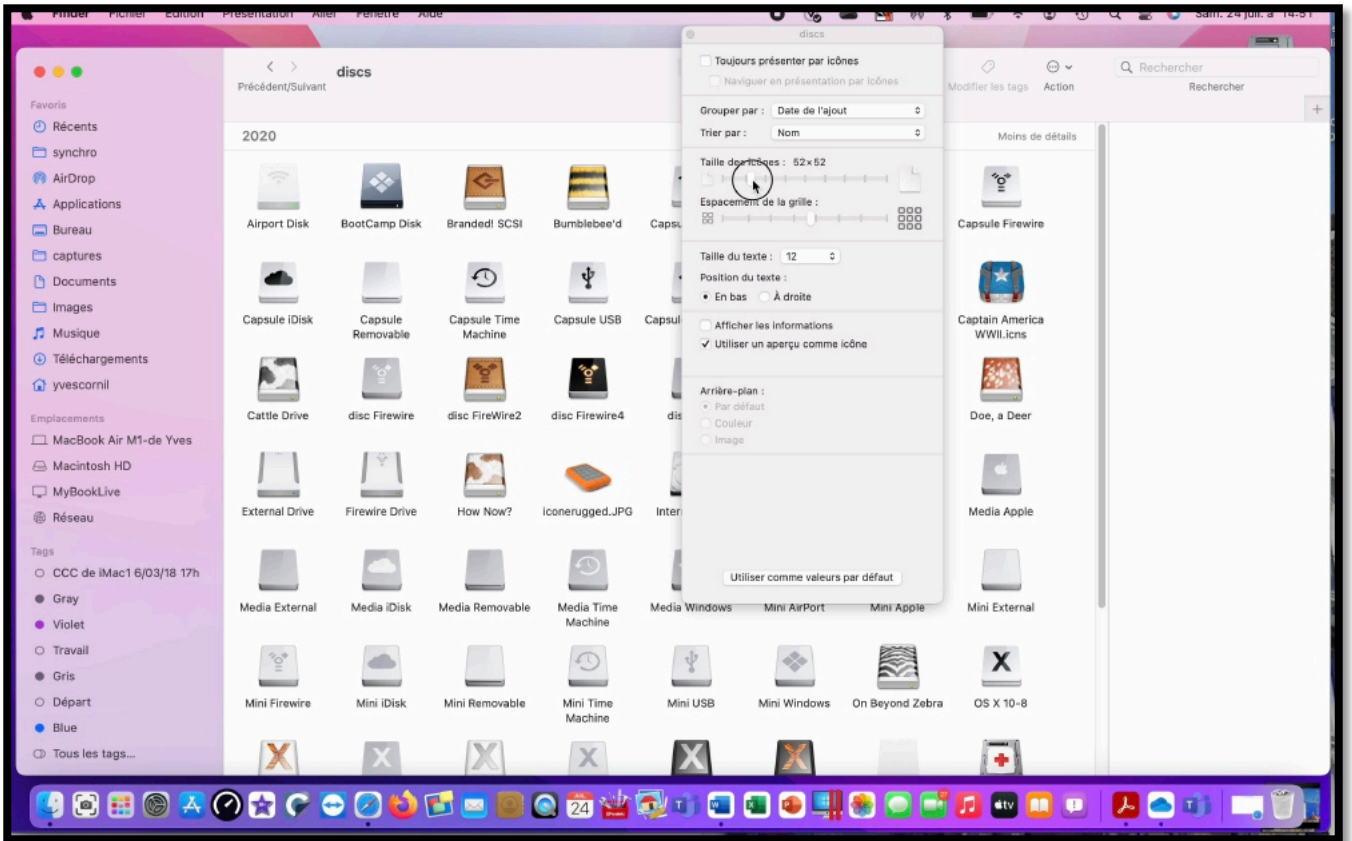 Finder Fichier Edition Présentation Aller Fenêtre Aide
Sam. 24 juil. à 14:51
discs
Précédent/Suivant
Modifier les tags
Action
Rechercher
Rechercher
Favoris
Récents
synchro
AirDrop
Applications
Bureau
captures
Documents
Images
Musique
Téléchargements
yvescornil
Emplacements
MacBook Air M1-de Yves
Macintosh HD
MyBookLive
Réseau
Tags
CCC de iMac1 6/03/18 17h
Gray
Violet
Travail
Gris
Départ
Blue
Tous les tags...
2020
Moins de détails
Airport Disk
BootCamp Disk
Branded! SCSI
Bumblebee'd
Capsu
Capsule Firewire
Capsule iDisk
Capsule
Removable
Capsule Time
Machine
Capsule USB
Capsul
Captain America
WWII.icns
Cattle Drive
disc Firewire
disc FireWire2
disc Firewire4
dis
Doe, a Deer
External Drive
Firewire Drive
How Now?
iconerugged.JPG
Inter
Media Apple
Media External
Media iDisk
Media Removable
Media Time
Machine
Media Windows
Mini AirPort
Mini Apple
Mini External
Mini Firewire
Mini iDisk
Mini Removable
Mini Time
Machine
Mini USB
Mini Windows
On Beyond Zebra
OS X 10-8
discs
Toujours présenter par icônes
Naviguer en présentation par icônes
Grouper par : Date de l'ajout
Trier par : Nom
Taille des icônes : 52×52
Espacement de la grille :
Taille du texte : 12
Position du texte :
En bas À droite
Afficher les informations
Utiliser un aperçu comme icône
Arrière-plan :
Par défaut
Couleur
Image
Utiliser comme valeurs par défaut
24
tv